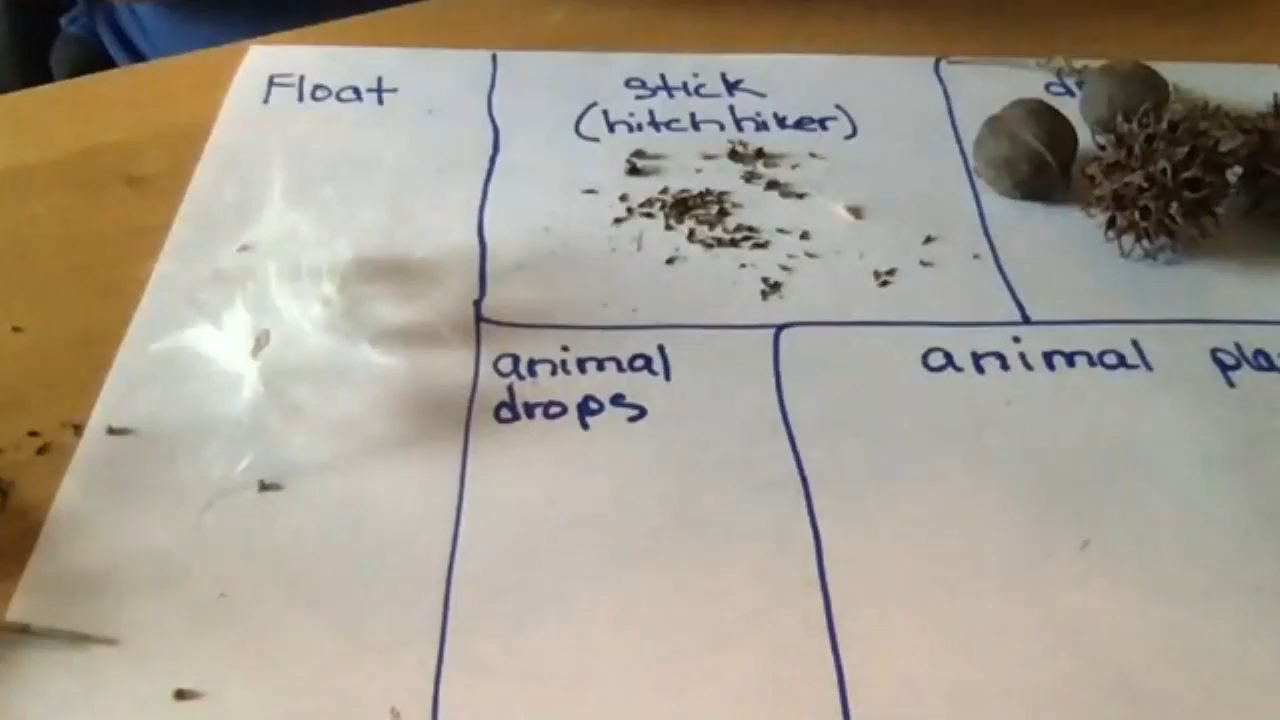 Float
stick
(hitchhiker)
animal
drops
animal